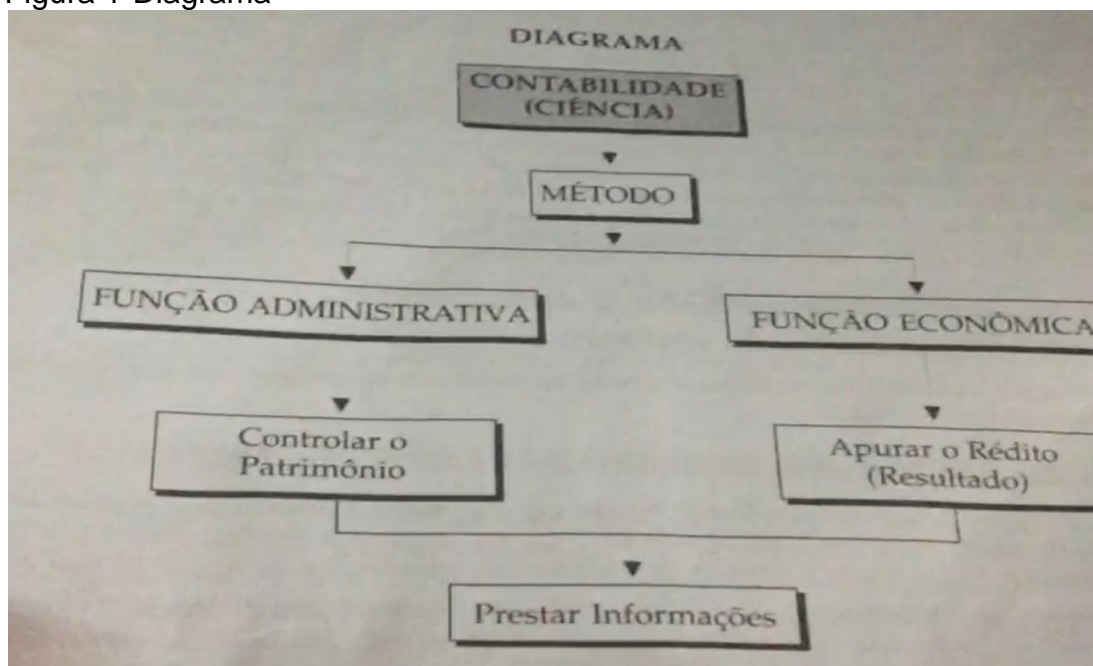 Figura 1 Diagrama
DIAGRAMA
CONTABILIDADE
(CIÊNCIA)
MÉTODO
FUNÇÃO ADMINISTRATIVA
FUNÇÃO ECONÔMICA
Controlar o
Patrimônio
Apurar o Rédito
(Resultado)
Prestar Informações